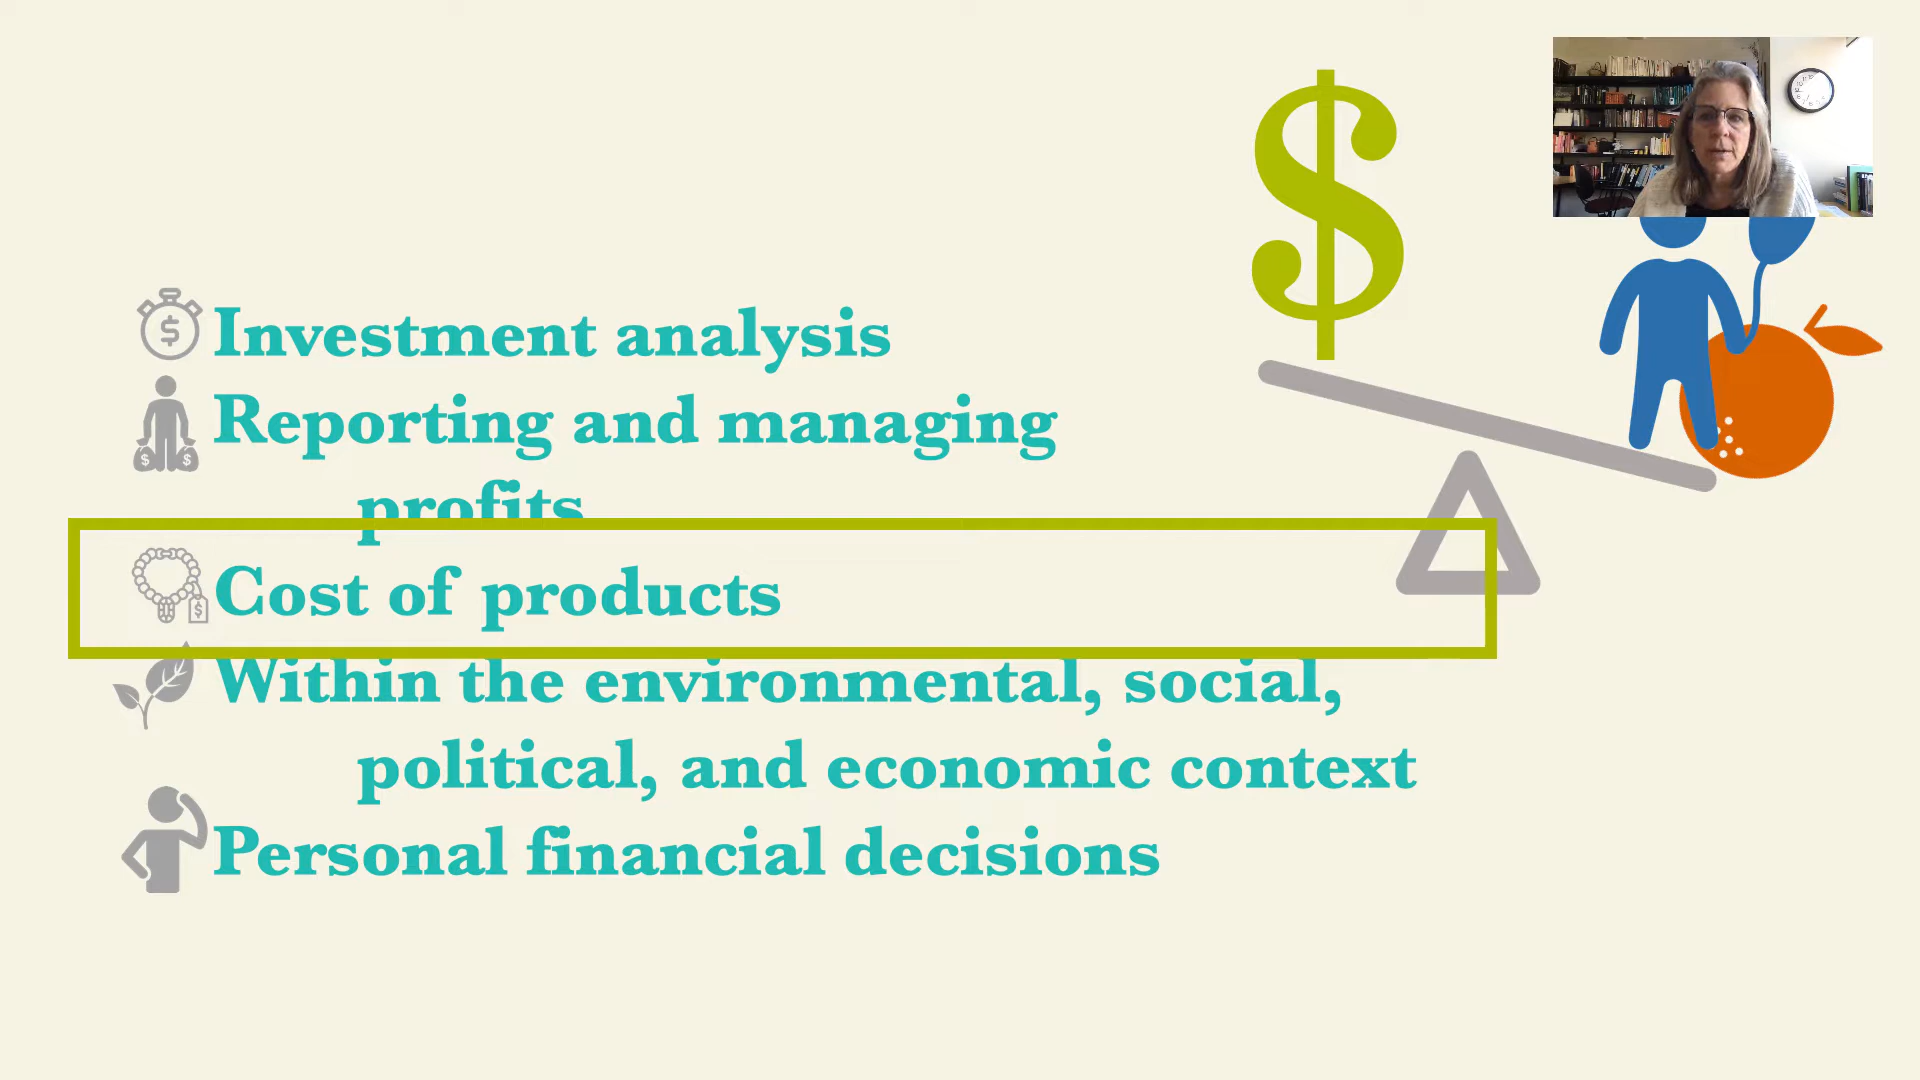 $
$
Investment analysis
Reporting and managing
$ $
profits
$
Cost of products
Within the environmental, social,
political, and economic context
Personal financial decisions